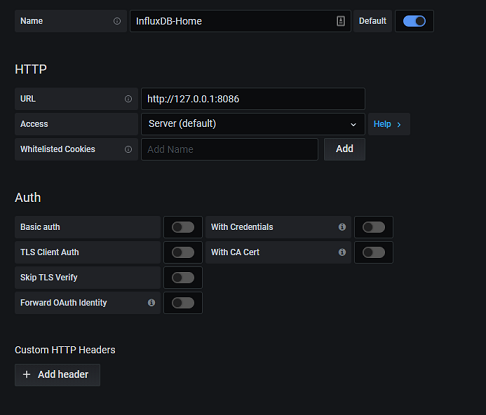 Name InfluxDB-Home Default
HTTP
URL http://127.0.0.1:8086
Access Server (default) Help >
Whitelisted Cookies Add Name Add
Auth
Basic auth With Credentials
TLS Client Auth With CA Cert
Skip TLS Verify
Forward OAuth Identity
Custom HTTP Headers
+ Add header